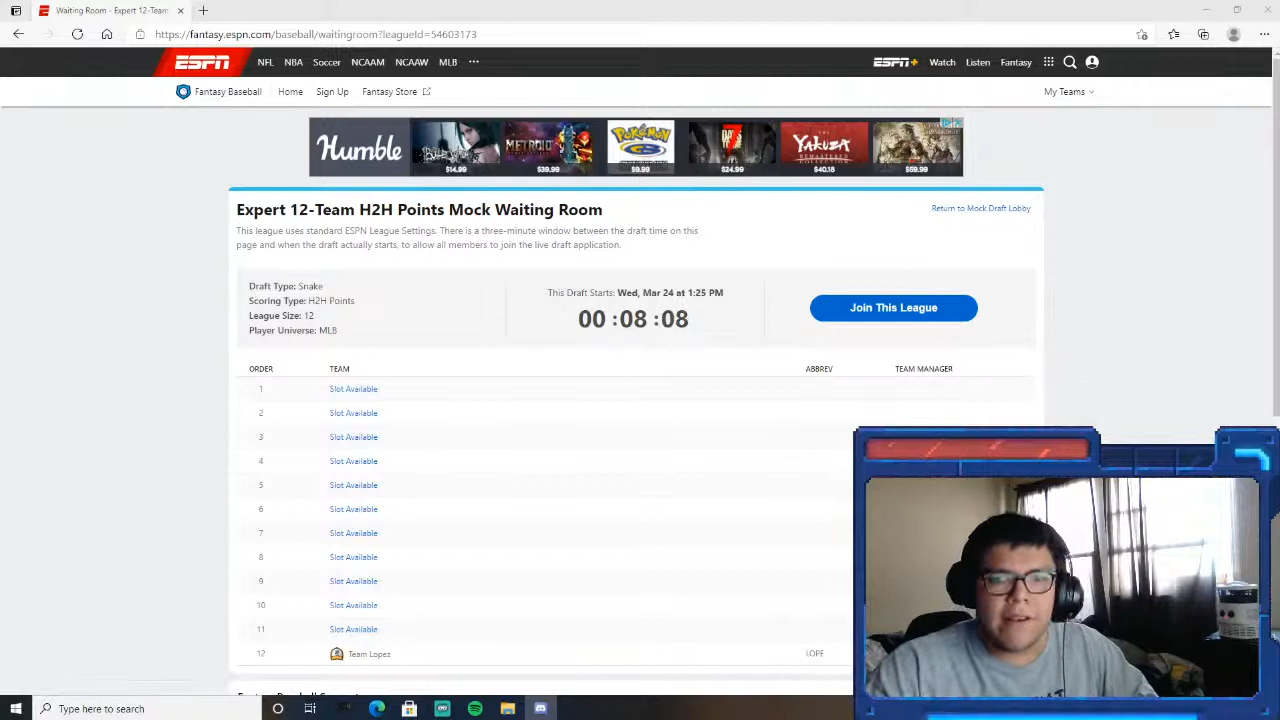 Waiting Room - Expert 12-Team
https://fantasy.espn.com/baseball/waitingroom?leagueId=54603173
ESPN NFL NBA Soccer NCAAM NCAAW MLB ESPN+ Watch Listen Fantasy
Fantasy Baseball Home Sign Up Fantasy Store My Teams
Humble METROID POKéMON YAKUZA
REMASTERED
$14.99 $39.99 $9.99 $24.99 $40.18 $59.99
Expert 12-Team H2H Points Mock Waiting Room
Return to Mock Draft Lobby
This league uses standard ESPN League Settings. There is a three-minute window between the draft time on this
page and when the draft actually starts, to allow all members to join the live draft application.
Draft Type: Snake
Scoring Type: H2H Points
League Size: 12
Player Universe: MLB
This Draft Starts: Wed, Mar 24 at 1:25 PM
00 :08 :08
Join This League
ORDER TEAM ABBREV TEAM MANAGER
1 Slot Available
2 Slot Available
3 Slot Available
4 Slot Available
5 Slot Available
6 Slot Available
7 Slot Available
8 Slot Available
9 Slot Available
10 Slot Available
11 Slot Available
12 Team Lopez LOPE
Type here to search